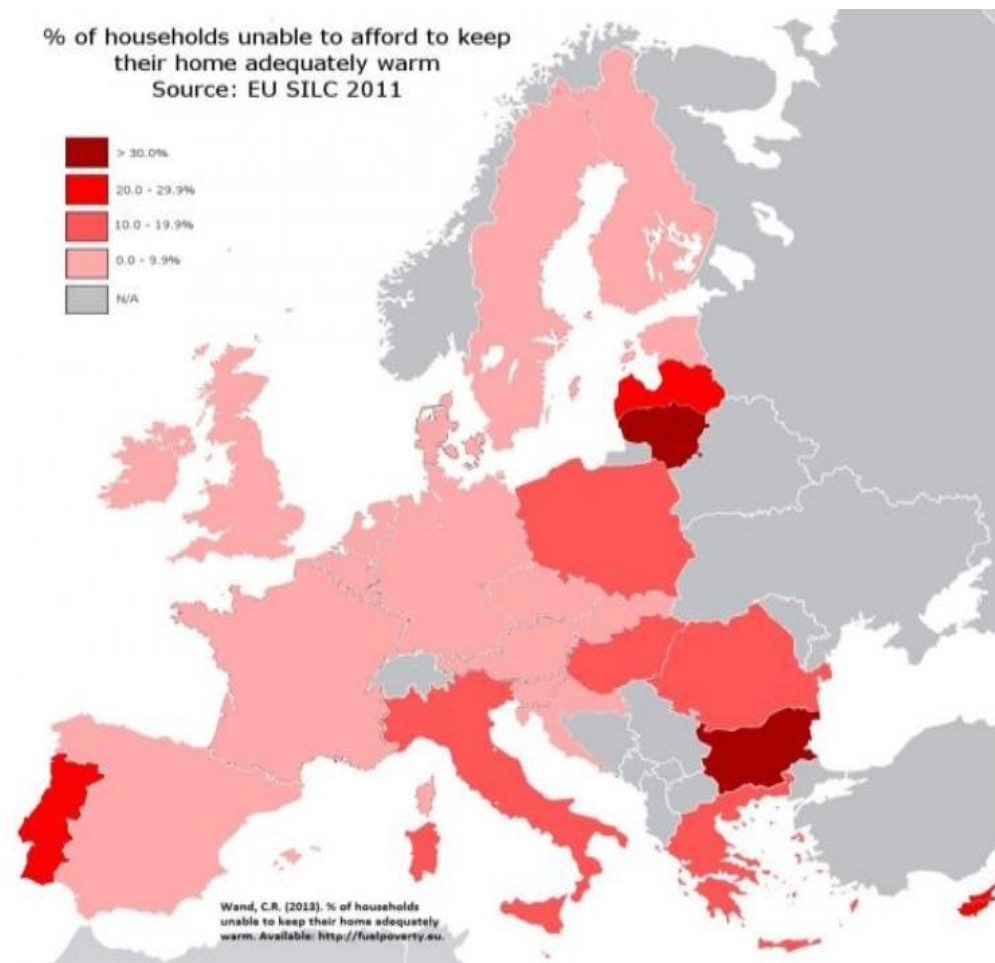 % of households unable to afford to keep
their home adequately warm
Source: EU SILC 2011
> 30.0%
20.0 - 29.9%
10.0 - 19.9%
0.0 - 9.9%
N/A
Wand, C.R. (2013). % of households
unable to keep their home adequately
warm. Available: http://fuelpoverty.eu.